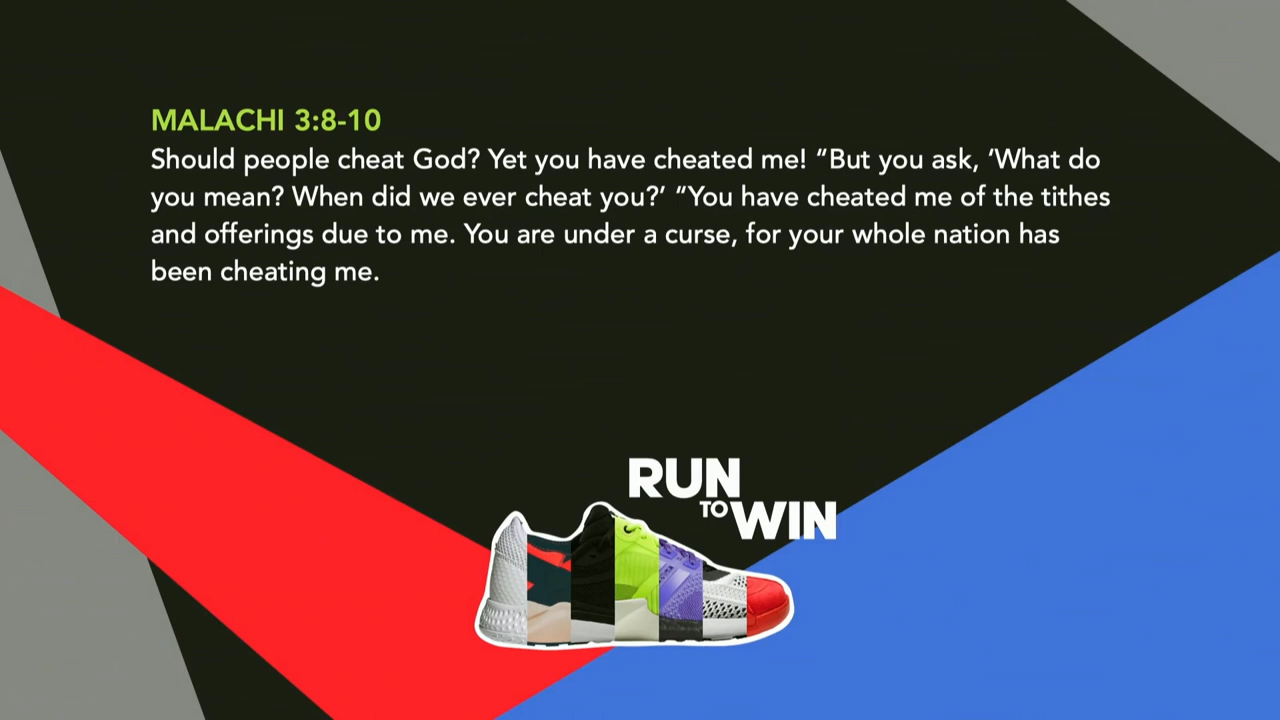 MALACHI 3:8-10
Should people cheat God? Yet you have cheated me! “But you ask, ‘What do
you mean? When did we ever cheat you?’ “You have cheated me of the tithes
and offerings due to me. You are under a curse, for your whole nation has
been cheating me.
RUN
TO WIN